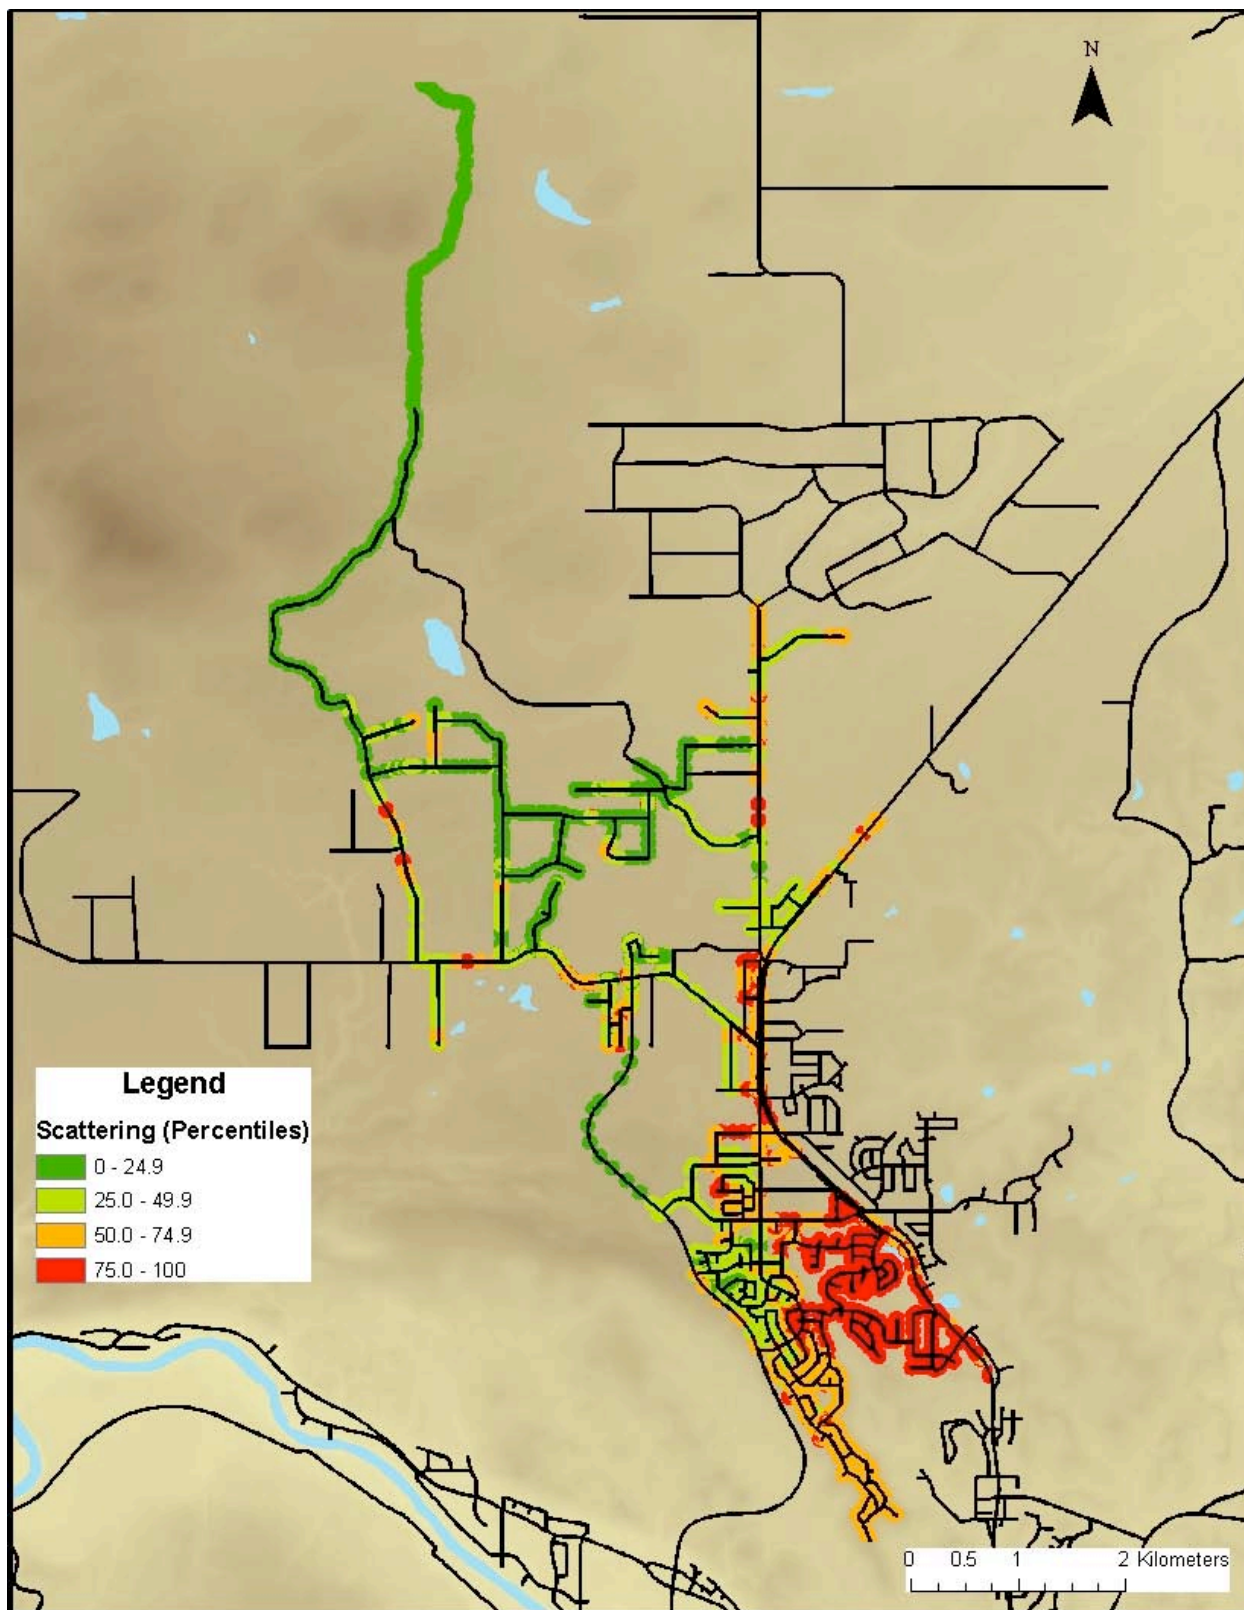 N
Legend
Scattering (Percentiles)
0 - 24.9
25.0 - 49.9
50.0 - 74.9
75.0 - 100
0 0.5 1 2 Kilometers